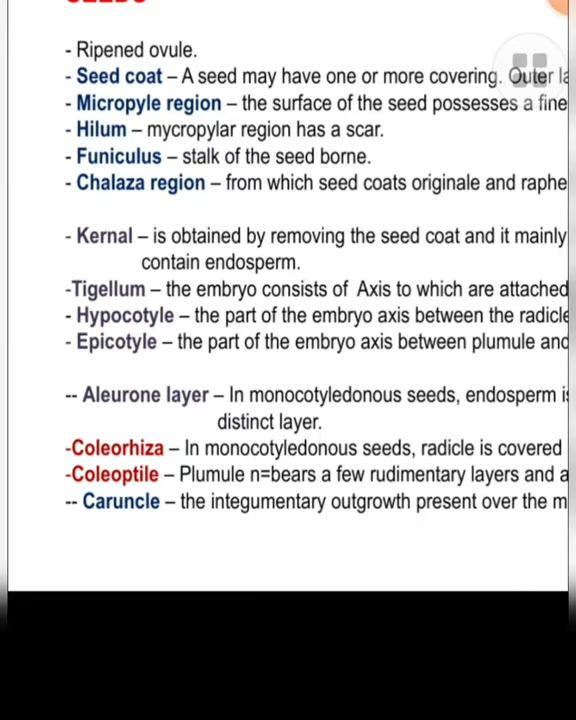 - Ripened ovule.
- Seed coat – A seed may have one or more covering. Outer
- Micropyle region – the surface of the seed possesses a fine
- Hilum – mycropylar region has a scar.
- Funiculus – stalk of the seed borne.
- Chalaza region – from which seed coats originale and raphe
- Kernal – is obtained by removing the seed coat and it mainly
contain endosperm.
-Tigellum – the embryo consists of Axis to which are attached
- Hypocotyle – the part of the embryo axis between the radicle
- Epicotyle – the part of the embryo axis between plumule and
-- Aleurone layer – In monocotyledonous seeds, endosperm is
distinct layer.
-Coleorhiza – In monocotyledonous seeds, radicle is covered
-Coleoptile – Plumule n=bears a few rudimentary layers and a
-- Caruncle – the integumentary outgrowth present over the m